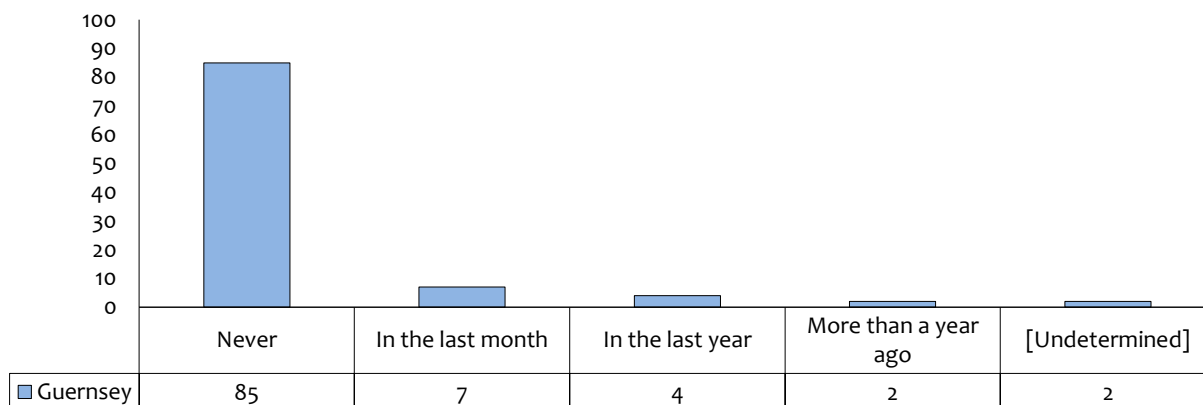 100
90
80
70
60
50
40
30
20
10
0
Never
In the last month
In the last year
More than a year
ago
[Undetermined]
Guernsey 85 7 4 2 2